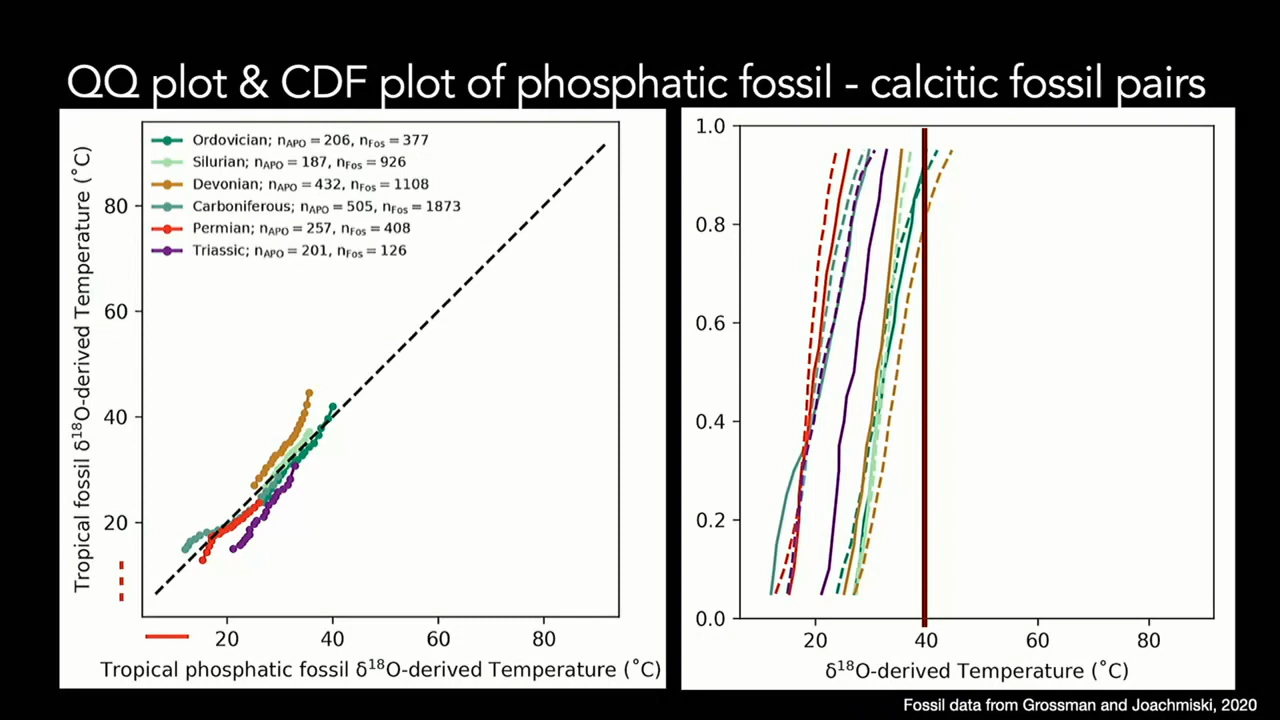 QQ plot & CDF plot of phosphatic fossil - calcitic fossil pairs
Tropical fossil δ¹⁸O-derived Temperature (˚C)
80
60
40
20
Ordovician; nAPO = 206, nFos = 377
Silurian; nAPO = 187, nFos = 926
Devonian; nAPO = 432, nFos = 1108
Carboniferous; nAPO = 505, nFos = 1873
Permian; nAPO = 257, nFos = 408
Triassic; nAPO = 201, nFos = 126
20 40 60 80
Tropical phosphatic fossil δ¹⁸O-derived Temperature (˚C)
1.0
0.8
0.6
0.4
0.2
0.0
20 40 60 80
δ¹⁸O-derived Temperature (˚C)
Fossil data from Grossman and Joachmiski, 2020